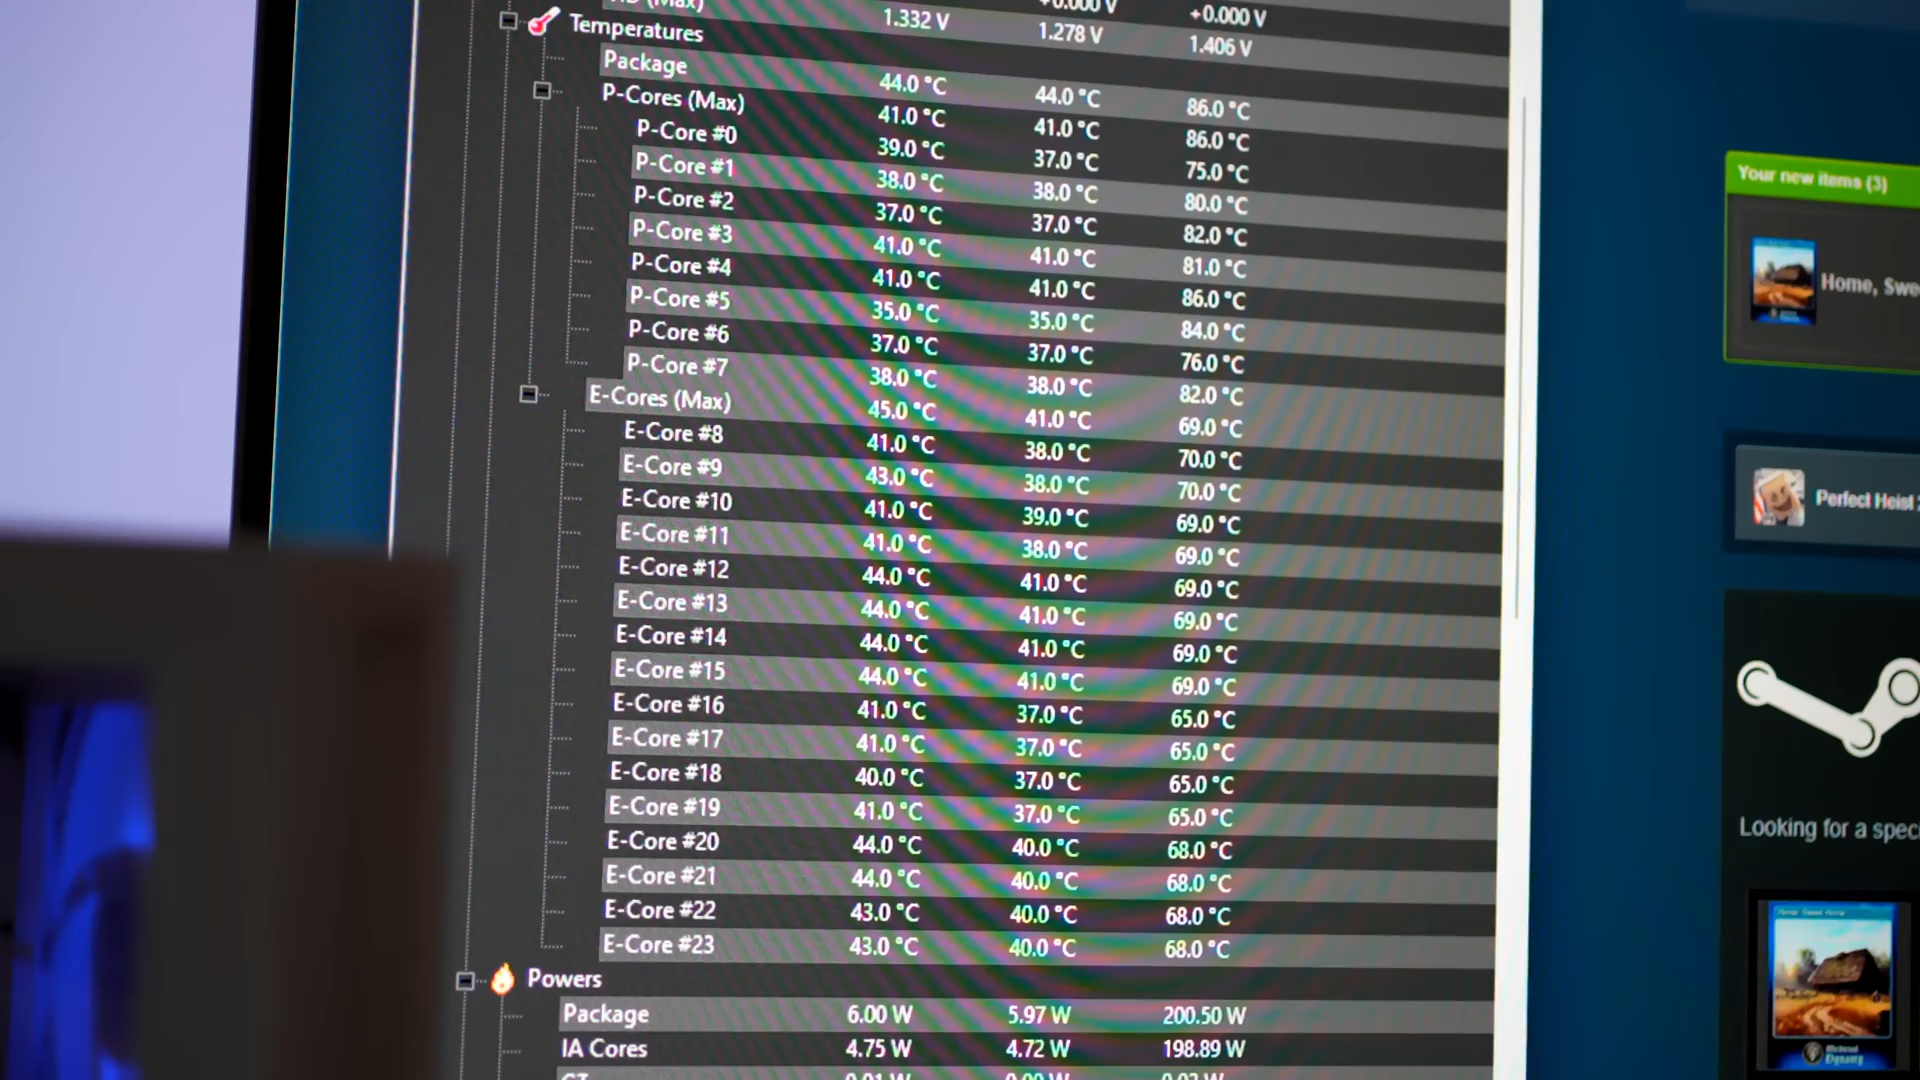 +0.000 V +0.000 V
(Max) 1.332 V 1.278 V 1.406 V
Temperatures
Package 44.0 °C 44.0 °C 86.0 °C
P-Cores (Max) 41.0 °C 41.0 °C 86.0 °C
P-Core #0 39.0 °C 37.0 °C 75.0 °C
P-Core #1 38.0 °C 38.0 °C 80.0 °C
P-Core #2 37.0 °C 37.0 °C 82.0 °C
P-Core #3 41.0 °C 41.0 °C 81.0 °C
P-Core #4 41.0 °C 41.0 °C 86.0 °C
P-Core #5 35.0 °C 35.0 °C 84.0 °C
P-Core #6 37.0 °C 37.0 °C 76.0 °C
P-Core #7 38.0 °C 38.0 °C 82.0 °C
E-Cores (Max) 45.0 °C 41.0 °C 69.0 °C
E-Core #8 41.0 °C 38.0 °C 70.0 °C
E-Core #9 43.0 °C 38.0 °C 70.0 °C
E-Core #10 41.0 °C 39.0 °C 69.0 °C
E-Core #11 41.0 °C 38.0 °C 69.0 °C
E-Core #12 44.0 °C 41.0 °C 69.0 °C
E-Core #13 44.0 °C 41.0 °C 69.0 °C
E-Core #14 44.0 °C 41.0 °C 69.0 °C
E-Core #15 44.0 °C 41.0 °C 69.0 °C
E-Core #16 41.0 °C 37.0 °C 65.0 °C
E-Core #17 41.0 °C 37.0 °C 65.0 °C
E-Core #18 40.0 °C 37.0 °C 65.0 °C
E-Core #19 41.0 °C 37.0 °C 65.0 °C
E-Core #20 44.0 °C 40.0 °C 68.0 °C
E-Core #21 44.0 °C 40.0 °C 68.0 °C
E-Core #22 43.0 °C 40.0 °C 68.0 °C
E-Core #23 43.0 °C 40.0 °C 68.0 °C
Powers
Package 6.00 W 5.97 W 200.50 W
IA Cores 4.75 W 4.72 W 198.89 W
Your new items (3)
Home, Swe
Perfect Heist
Looking for a speci
Dynasty